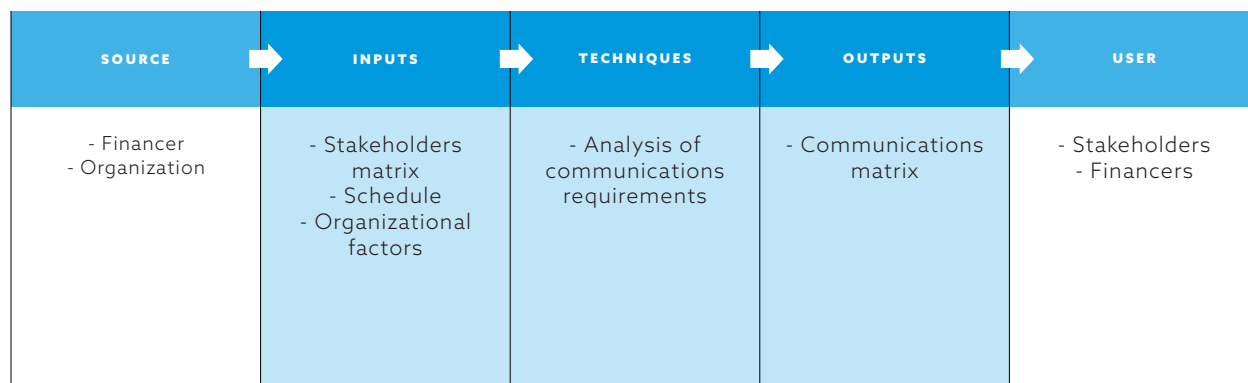 SOURCE
INPUTS
TECHNIQUES
OUTPUTS
USER
- Financer
- Organization
- Stakeholders
matrix
- Schedule
- Organizational
factors
- Analysis of
communications
requirements
- Communications
matrix
- Stakeholders
- Financers